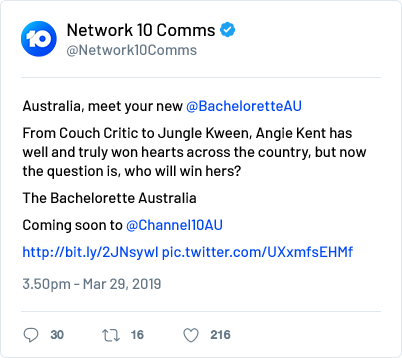 10
Network 10 Comms
@Network10Comms
Australia, meet your new @BacheloretteAU
From Couch Critic to Jungle Kween, Angie Kent has
well and truly won hearts across the country, but now
the question is, who will win hers?
The Bachelorette Australia
Coming soon to @Channel10AU
http://bit.ly/2JNsywl pic.twitter.com/UXxmfsEHMf
3.50pm - Mar 29, 2019
30 16 216